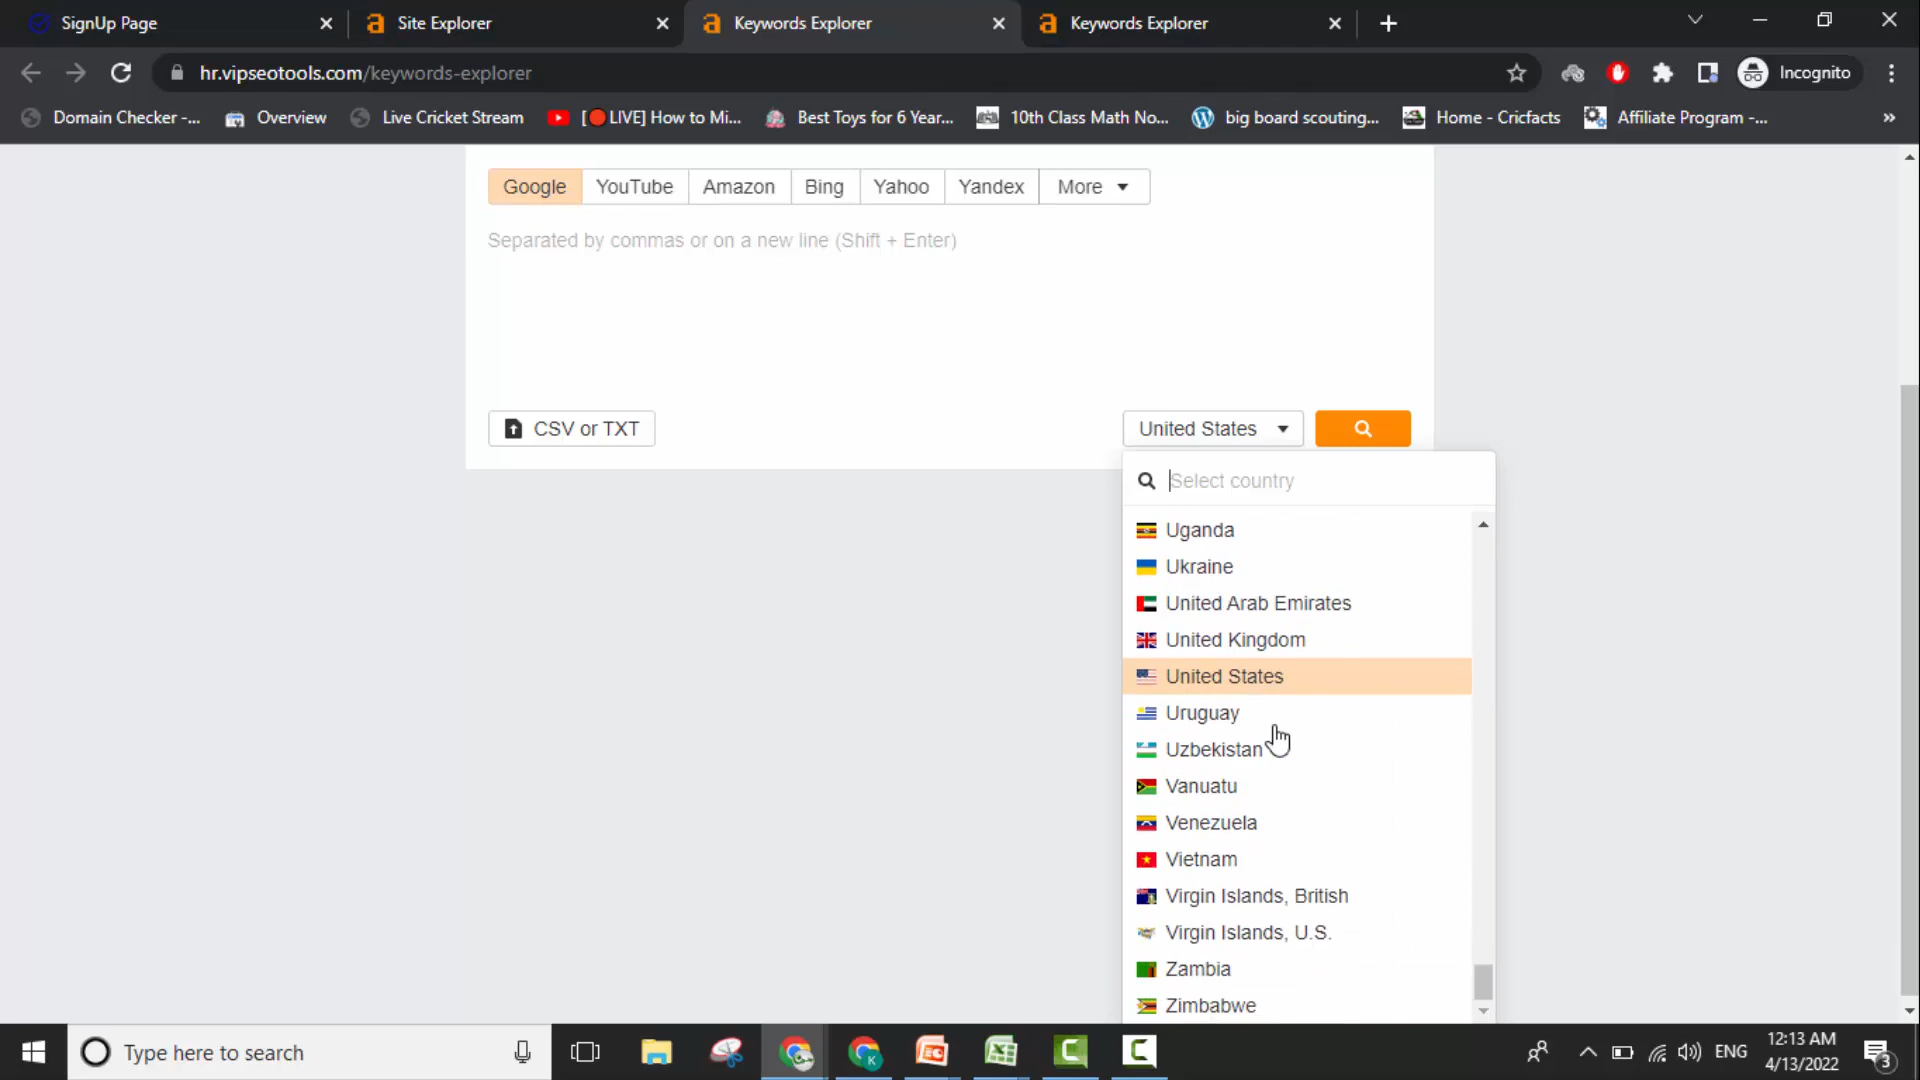 SignUp Page
Site Explorer
Keywords Explorer
Keywords Explorer
hr.vipseotools.com/keywords-explorer
Incognito
Domain Checker -...
Overview
Live Cricket Stream
[🔴LIVE] How to Mi...
Best Toys for 6 Year...
10th Class Math No...
big board scouting...
Home - Cricfacts
Affiliate Program -...
»
Google
YouTube
Amazon
Bing
Yahoo
Yandex
More
Separated by commas or on a new line (Shift + Enter)
CSV or TXT
United States
Select country
Uganda
Ukraine
United Arab Emirates
United Kingdom
United States
Uruguay
Uzbekistan
Vanuatu
Venezuela
Vietnam
Virgin Islands, British
Virgin Islands, U.S.
Zambia
Zimbabwe
Type here to search
K
ENG
12:13 AM
4/13/2022
3